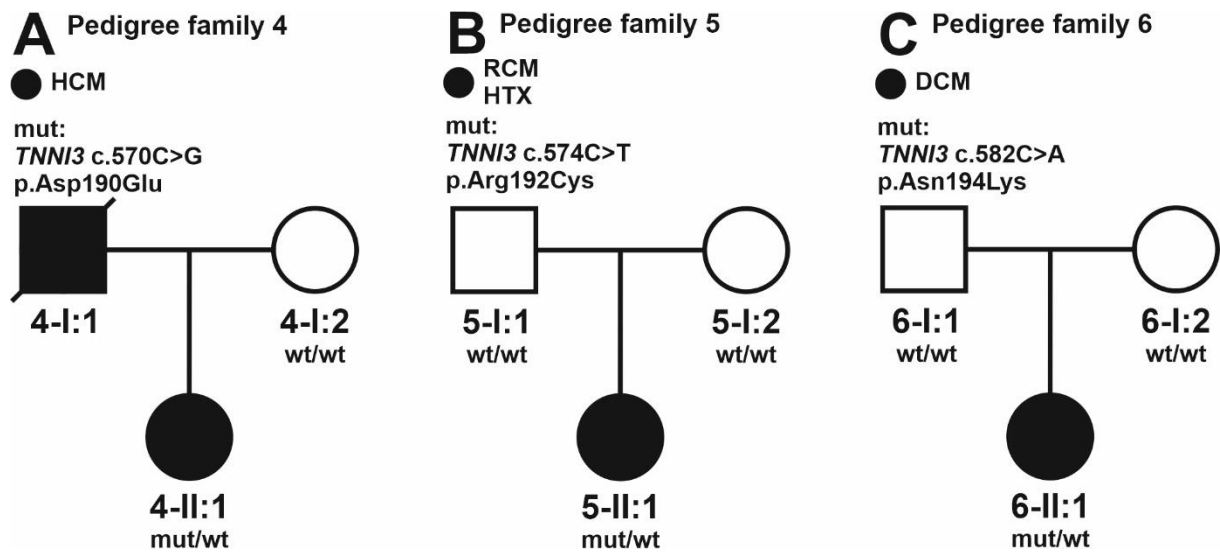 A Pedigree family 4
HCM
mut:
TNNI3 c.570C>G
p.Asp190Glu
4-I:1
4-I:2
wt/wt
4-II:1
mut/wt
B Pedigree family 5
RCM
HTX
mut:
TNNI3 c.574C>T
p.Arg192Cys
5-I:1
wt/wt
5-I:2
wt/wt
5-II:1
mut/wt
C Pedigree family 6
DCM
mut:
TNNI3 c.582C>A
p.Asn194Lys
6-I:1
wt/wt
6-I:2
wt/wt
6-II:1
mut/wt